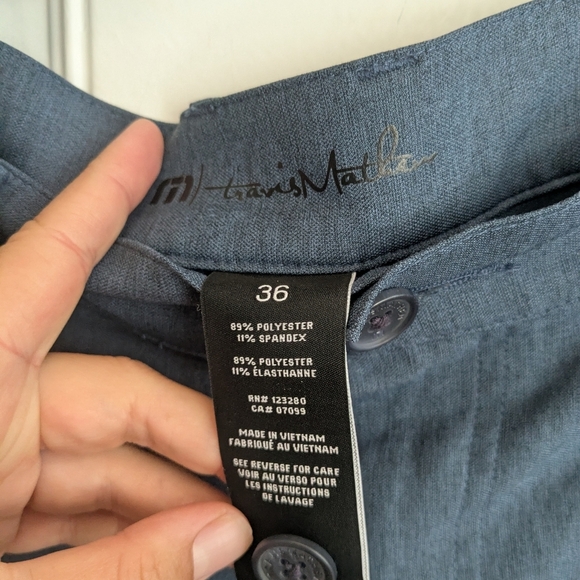 TM travisMathew
36
89% POLYESTER
11% SPANDEX
89% POLYESTER
11% ÉLASTHANNE
RN# 123280
CA# 07099
MADE IN VIETNAM
FABRIQUÉ AU VIETNAM
SEE REVERSE FOR CARE
VOIR AU VERSO POUR
LES INSTRUCTIONS
DE LAVAGE